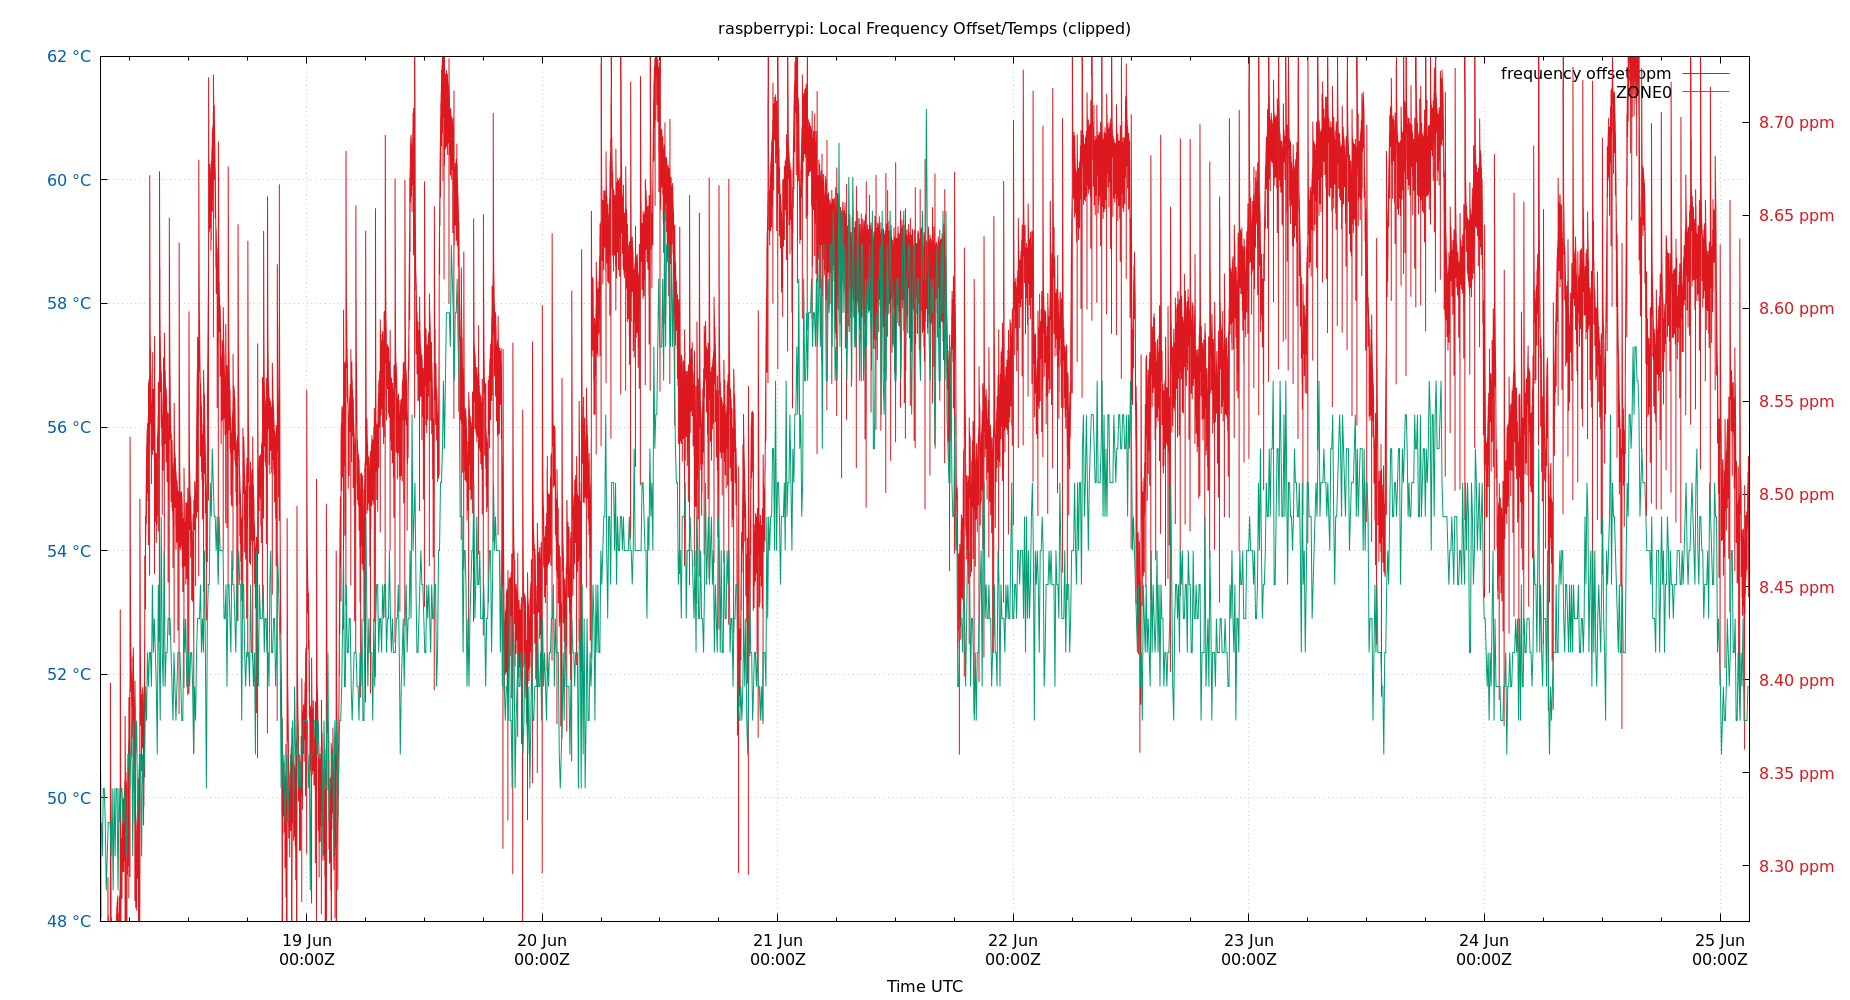 raspberrypi: Local Frequency Offset/Temps (clipped)
62 °C
60 °C
58 °C
56 °C
54 °C
52 °C
50 °C
48 °C
frequency offset ppm
ZONE0
8.70 ppm
8.65 ppm
8.60 ppm
8.55 ppm
8.50 ppm
8.45 ppm
8.40 ppm
8.35 ppm
8.30 ppm
19 Jun 20 Jun 21 Jun 22 Jun 23 Jun 24 Jun 25 Jun
00:00Z 00:00Z 00:00Z 00:00Z 00:00Z 00:00Z 00:00Z
Time UTC